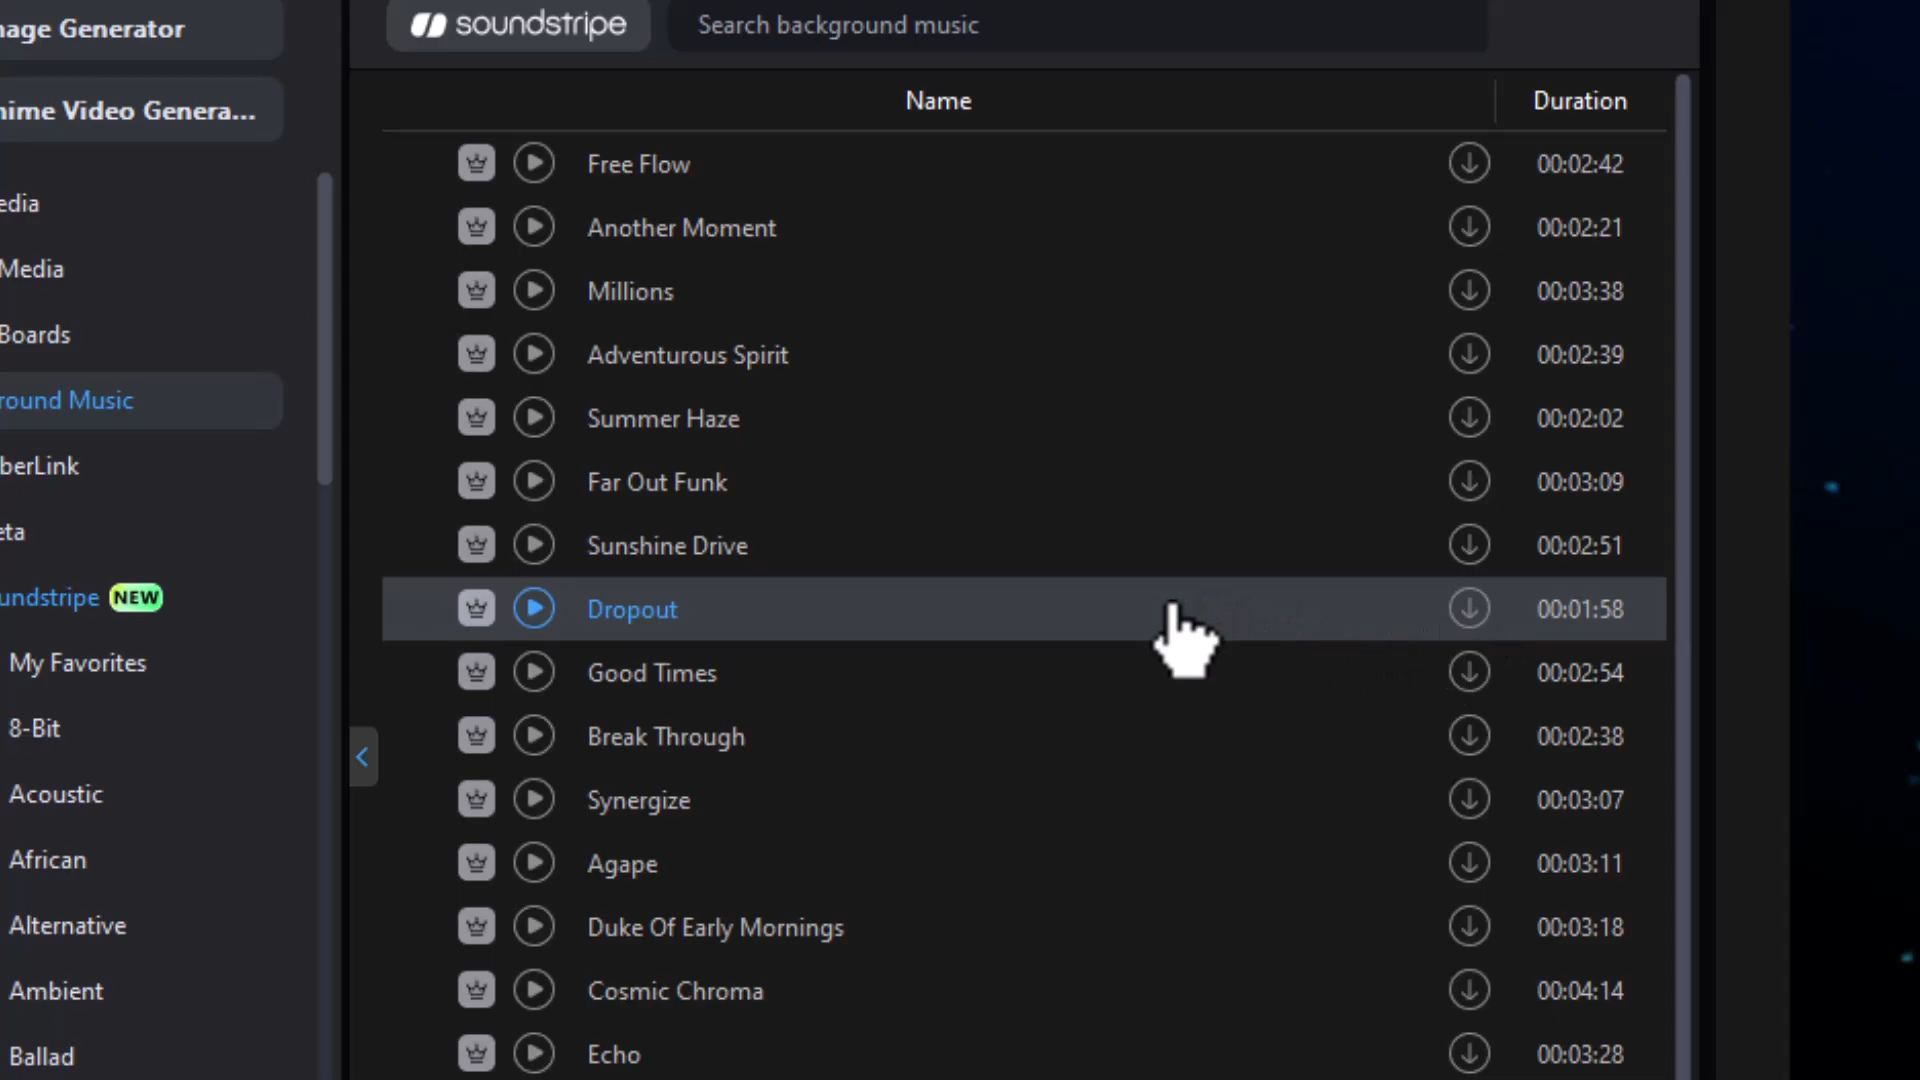 age Generator
nime Video Genera...
edia
Media
Boards
round Music
berLink
eta
undstripe NEW
My Favorites
8-Bit
Acoustic
African
Alternative
Ambient
Ballad
soundstripe
Search background music
Name Duration
Free Flow 00:02:42
Another Moment 00:02:21
Millions 00:03:38
Adventurous Spirit 00:02:39
Summer Haze 00:02:02
Far Out Funk 00:03:09
Sunshine Drive 00:02:51
Dropout 00:01:58
Good Times 00:02:54
Break Through 00:02:38
Synergize 00:03:07
Agape 00:03:11
Duke Of Early Mornings 00:03:18
Cosmic Chroma 00:04:14
Echo 00:03:28